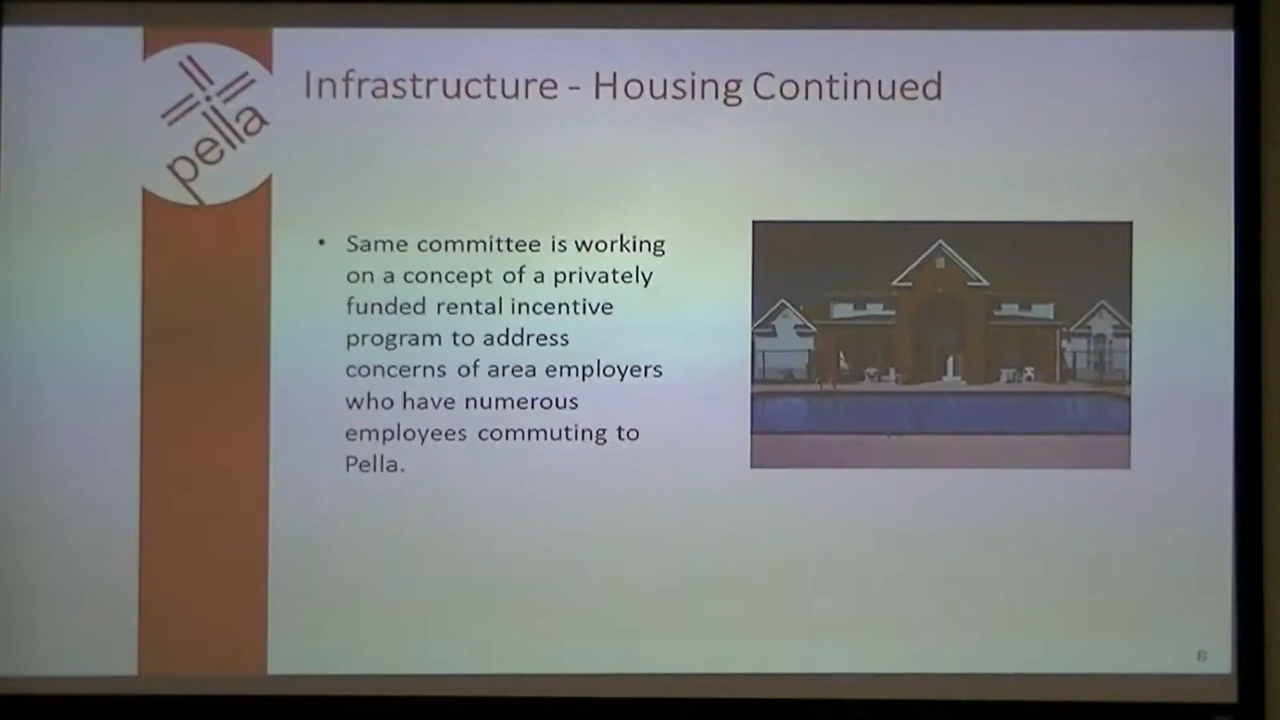 pella
Infrastructure - Housing Continued
• Same committee is working
on a concept of a privately
funded rental incentive
program to address
concerns of area employers
who have numerous
employees commuting to
Pella.
8